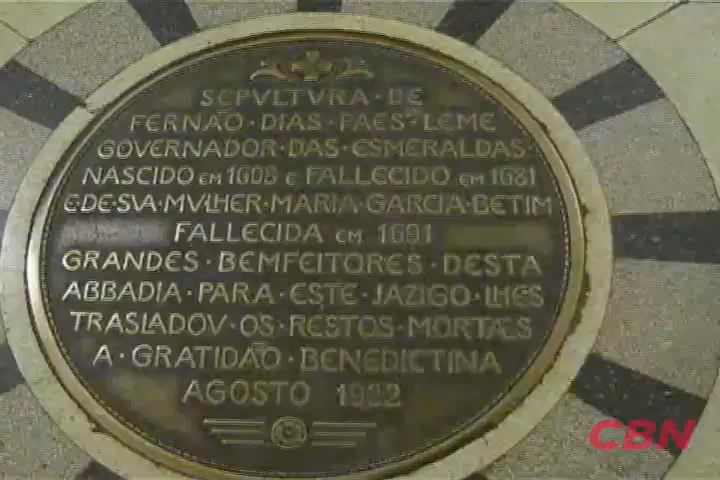 SEPVLTVRA · DE
FERNÃO · DIAS · PAES · LEME
GOVERNADOR · DAS · ESMERALDAS
NASCIDO EM 1608 E FALLECIDO EM 1681
E · DE · SVA · MVLHER · MARIA · GARCIA · BETIM
FALLECIDA EM 1691
GRANDES · BEMFEITORES · DESTA
ABBADIA · PARA · ESTE · JAZIGO · LHES
TRASLADOV · OS · RESTOS · MORTÆS
A · GRATIDÃO · BENEDICTINA
AGOSTO 1922
CBN